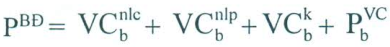 P^BĐ = VC_b^nlc + VC_b^nlp + VC_b^k + P_b^VC